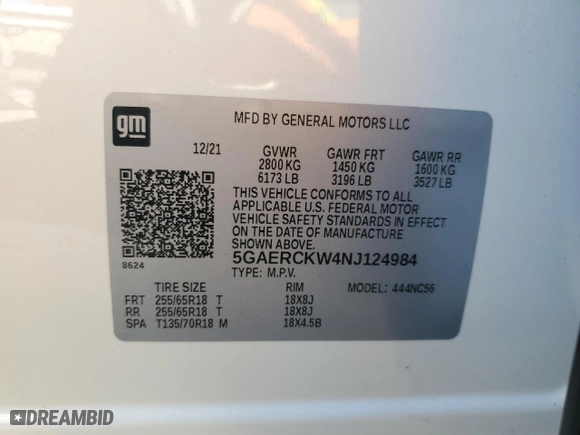 gm
MFD BY GENERAL MOTORS LLC
12/21 GVWR GAWR FRT GAWR RR
2800 KG 1450 KG 1600 KG
6173 LB 3196 LB 3527 LB
THIS VEHICLE CONFORMS TO ALL
APPLICABLE U.S. FEDERAL MOTOR
VEHICLE SAFETY STANDARDS IN EFFECT
ON THE DATE OF MANUFACTURE
SHOWN ABOVE.
8624 5GAERCKW4NJ124984
TYPE: M.P.V.
TIRE SIZE RIM MODEL: 444NC56
FRT 255/65R18 T 18X8J
RR 255/65R18 T 18X8J
SPA T135/70R18 M 18X4.5B
DREAMBID